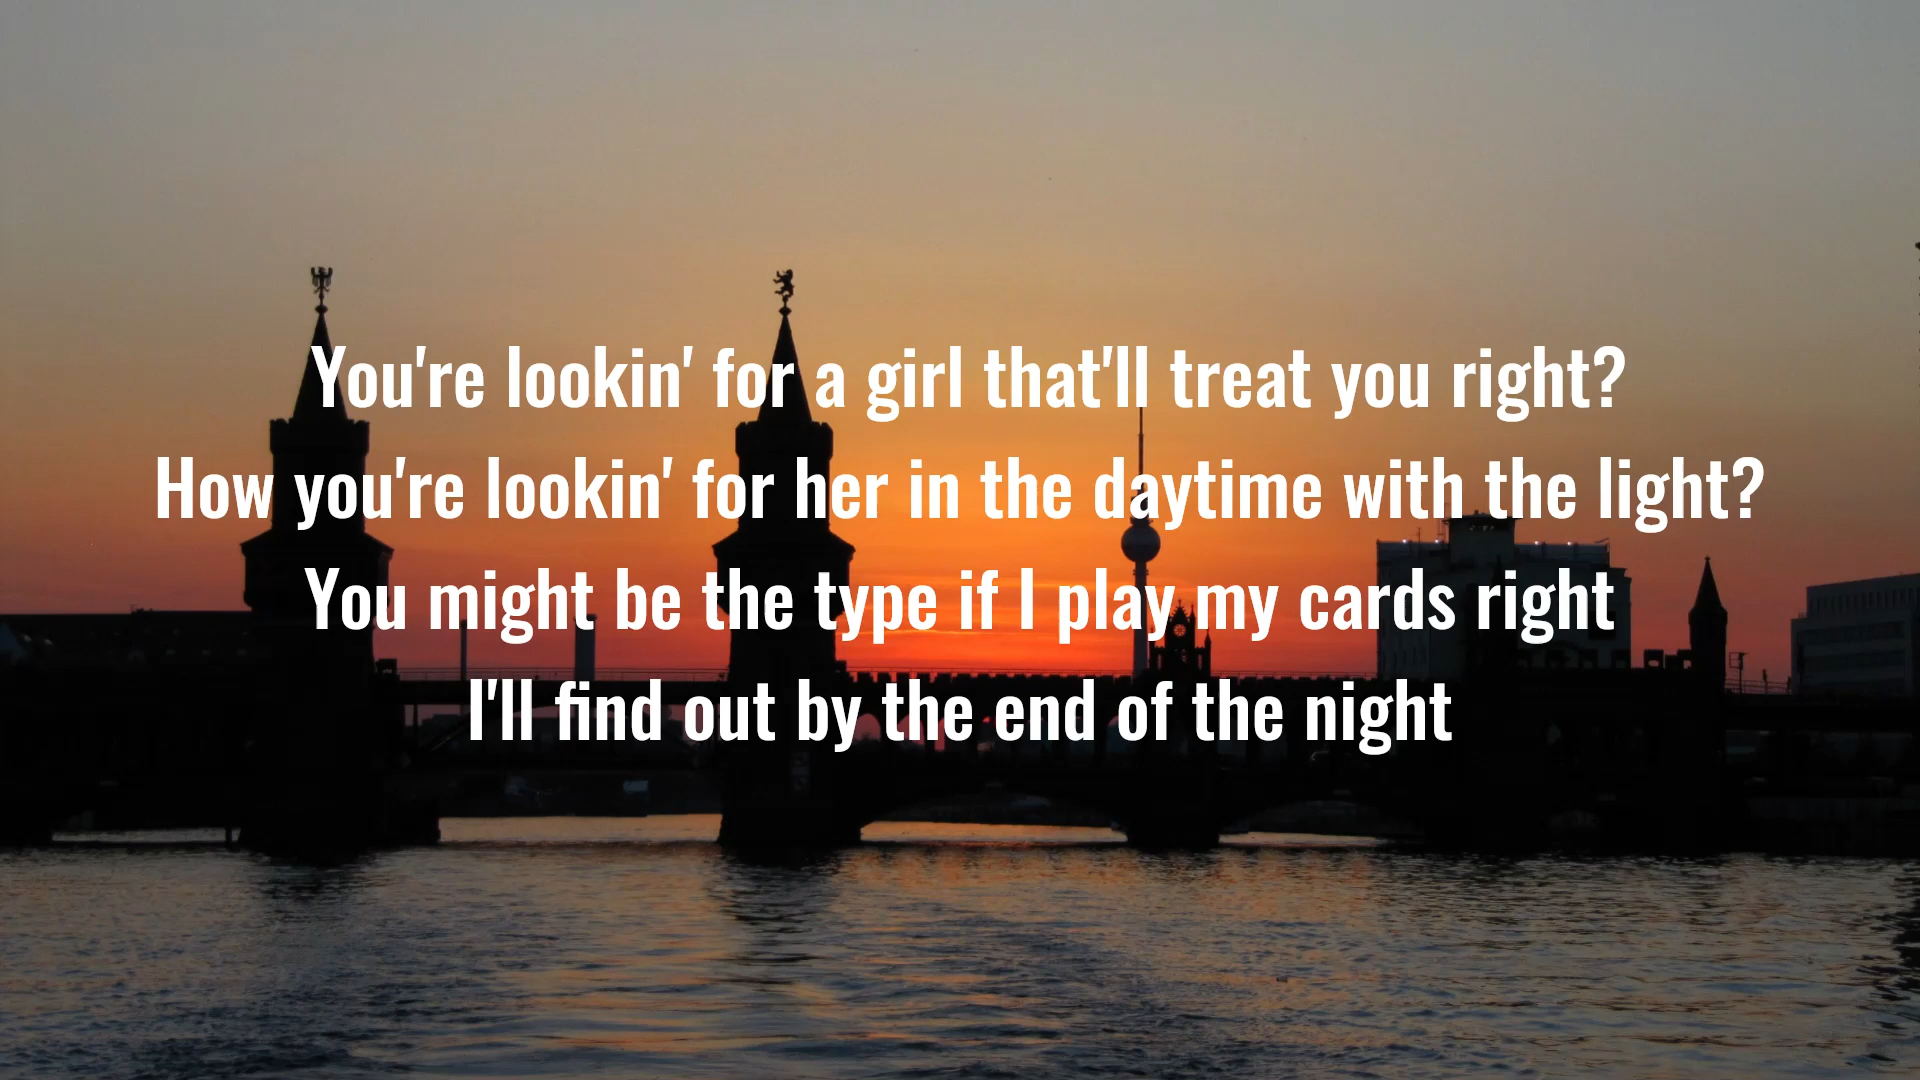 You're lookin' for a girl that'll treat you right?
How you're lookin' for her in the daytime with the light?
You might be the type if I play my cards right
I'll find out by the end of the night